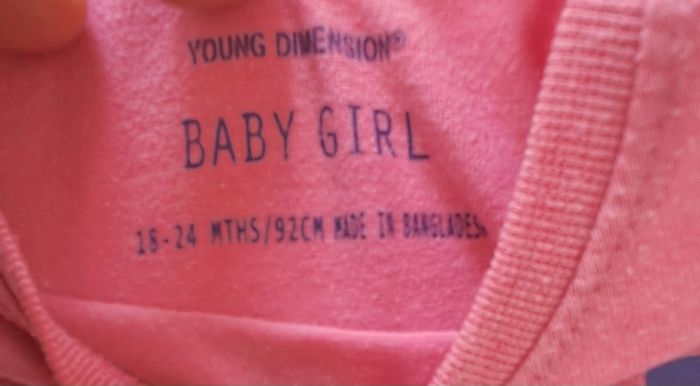 YOUNG DIMENSION®
BABY GIRL
18-24 MTHS/92CM MADE IN BANGLADESH